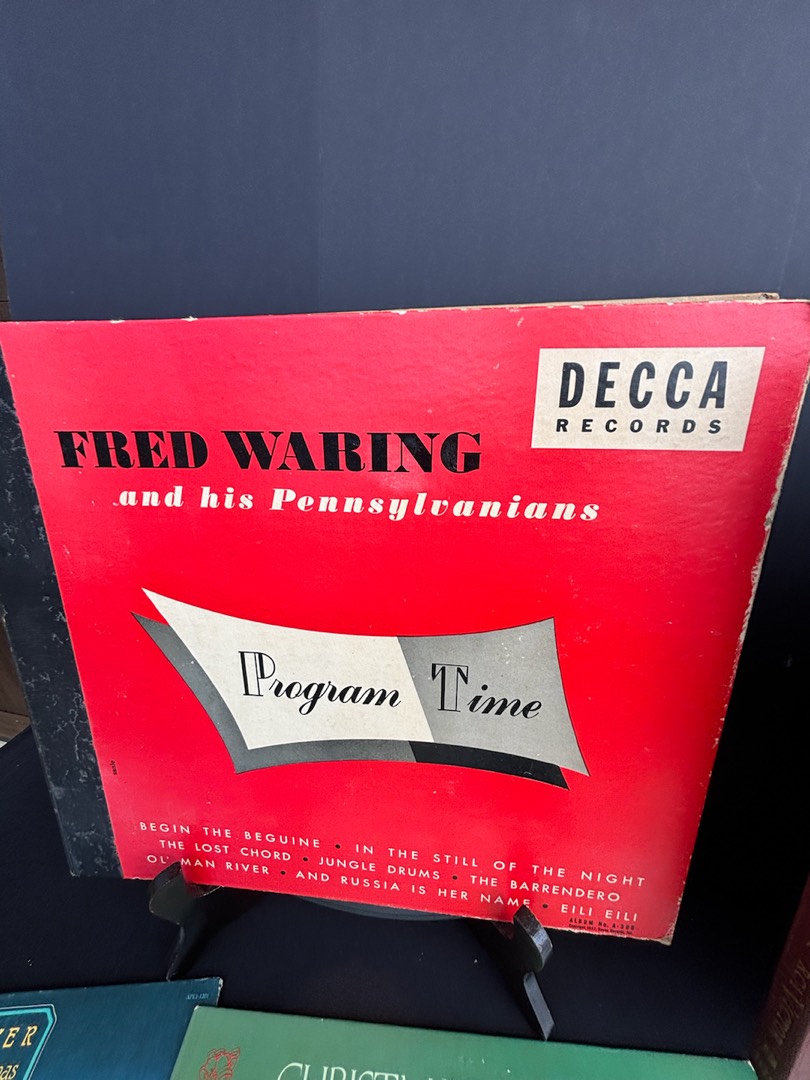 DECCA
RECORDS
FRED WARING
and his Pennsylvanians
Program Time
BEGIN THE BEGUINE • IN THE STILL OF THE NIGHT
THE LOST CHORD • JUNGLE DRUMS • THE BARRENDERO
OL' MAN RIVER • AND RUSSIA IS HER NAME • EILI EILI
ALBUM No. A-500
ZER